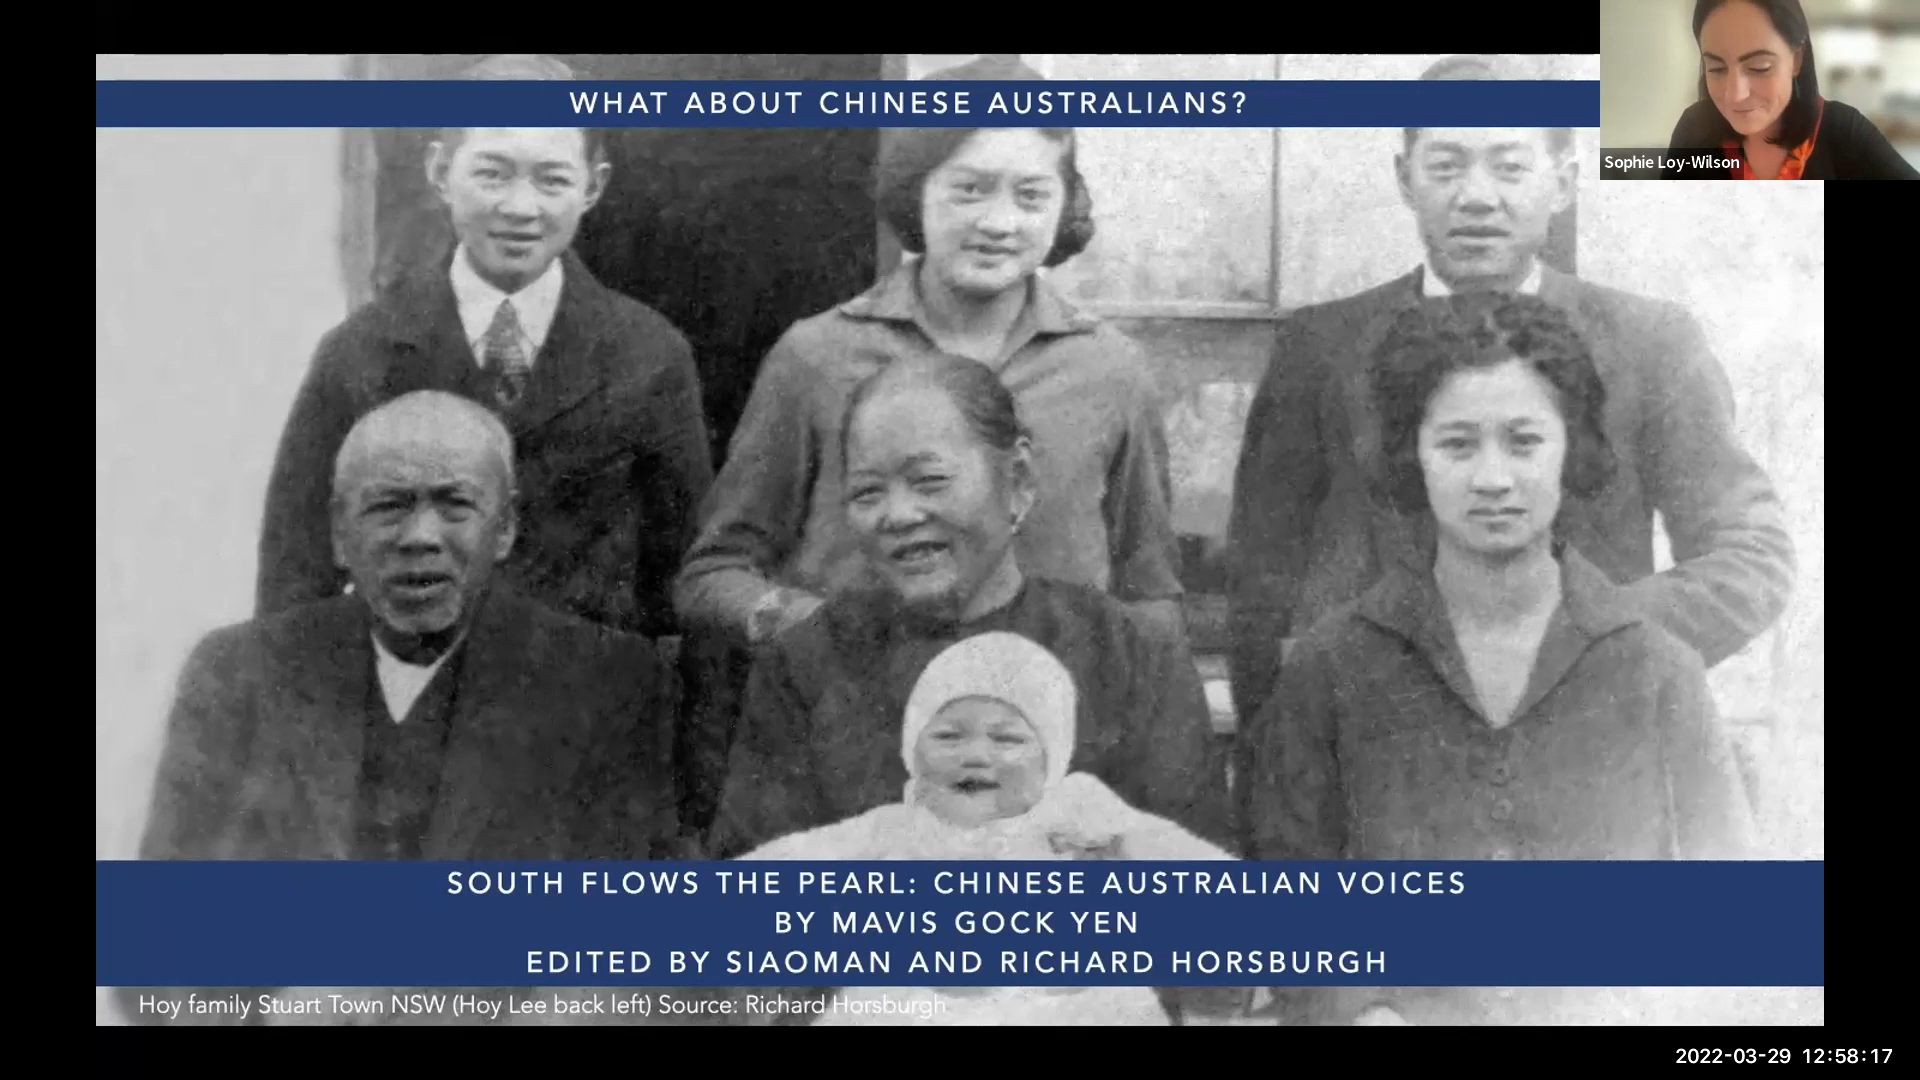 WHAT ABOUT CHINESE AUSTRALIANS?
Sophie Loy-Wilson
SOUTH FLOWS THE PEARL: CHINESE AUSTRALIAN VOICES
BY MAVIS GOCK YEN
EDITED BY SIAOMAN AND RICHARD HORSBURGH
Hoy family Stuart Town NSW (Hoy Lee back left) Source: Richard Horsburgh
2022-03-29 12:58:17